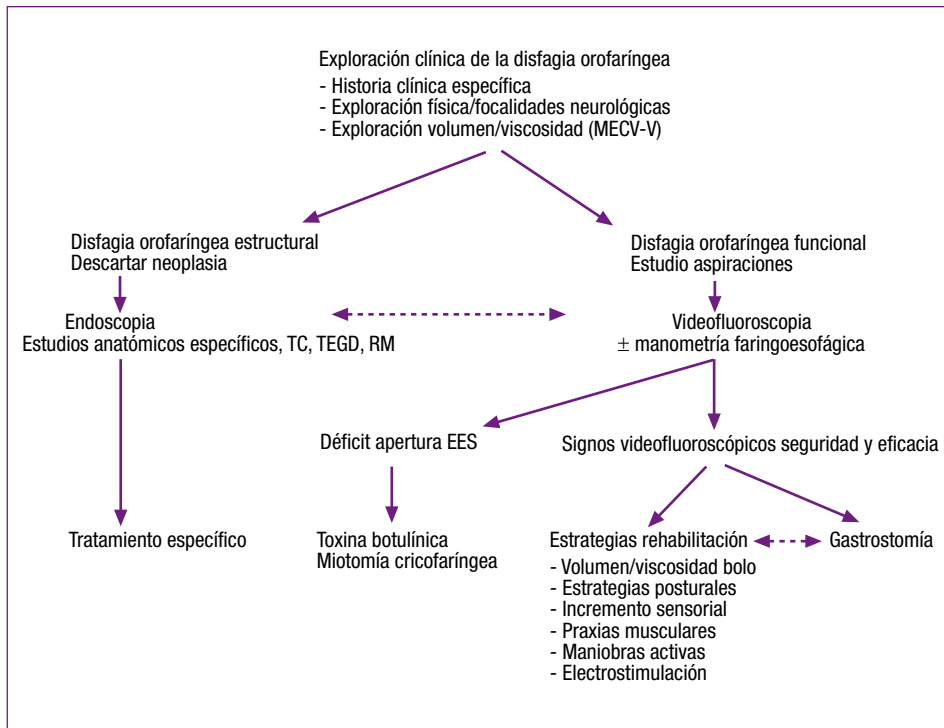 Exploración clínica de la disfagia orofaríngea
- Historia clínica específica
- Exploración física/focalidades neurológicas
- Exploración volumen/viscosidad (MECV-V)
Disfagia orofaríngea estructural
Descartar neoplasia
Disfagia orofaríngea funcional
Estudio aspiraciones
Endoscopia
Estudios anatómicos específicos, TC, TEGD, RM
Videofluoroscopia
± manometría faringoesofágica
Déficit apertura EES
Signos videofluoroscópicos seguridad y eficacia
Tratamiento específico
Toxina botulínica
Miotomía cricofaríngea
Estrategias rehabilitación
- Volumen/viscosidad bolo
- Estrategias posturales
- Incremento sensorial
- Praxias musculares
- Maniobras activas
- Electrostimulación
Gastrostomía